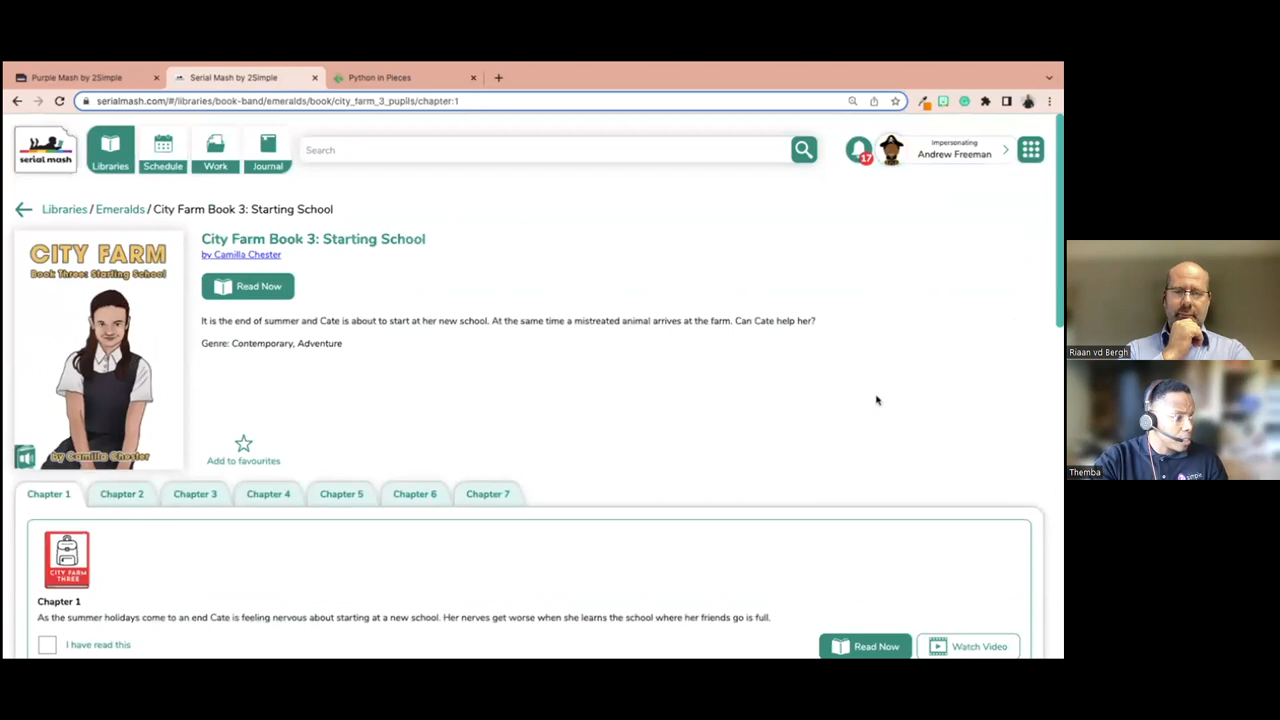 Purple Mash by 2Simple
Serial Mash by 2Simple
Python in Pieces
serialmash.com/#/libraries/book-band/emeralds/book/city_farm_3_pupils/chapter:1
serial mash
Libraries
Schedule
Work
Journal
Search
17
Impersonating
Andrew Freeman
Libraries / Emeralds / City Farm Book 3: Starting School
CITY FARM
Book Three: Starting School
by Camilla Chester
City Farm Book 3: Starting School
by Camilla Chester
Read Now
It is the end of summer and Cate is about to start at her new school. At the same time a mistreated animal arrives at the farm. Can Cate help her?
Genre: Contemporary, Adventure
Add to favourites
Chapter 1
Chapter 2
Chapter 3
Chapter 4
Chapter 5
Chapter 6
Chapter 7
CITY FARM
THREE
Chapter 1
As the summer holidays come to an end Cate is feeling nervous about starting at a new school. Her nerves get worse when she learns the school where her friends go is full.
I have read this
Read Now
Watch Video
Riaan vd Bergh
Themba